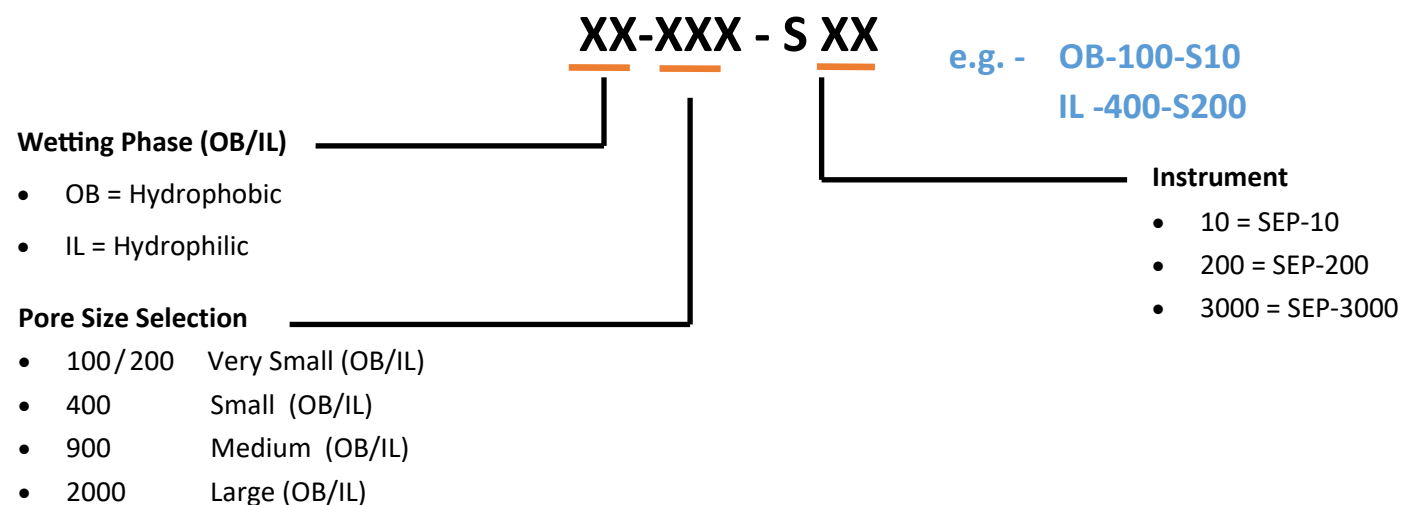 XX-XXX - S XX
e.g. - OB-100-S10
IL -400-S200
Wetting Phase (OB/IL)
• OB = Hydrophobic
• IL = Hydrophilic
Pore Size Selection
• 100/200 Very Small (OB/IL)
• 400 Small (OB/IL)
• 900 Medium (OB/IL)
• 2000 Large (OB/IL)
Instrument
• 10 = SEP-10
• 200 = SEP-200
• 3000 = SEP-3000